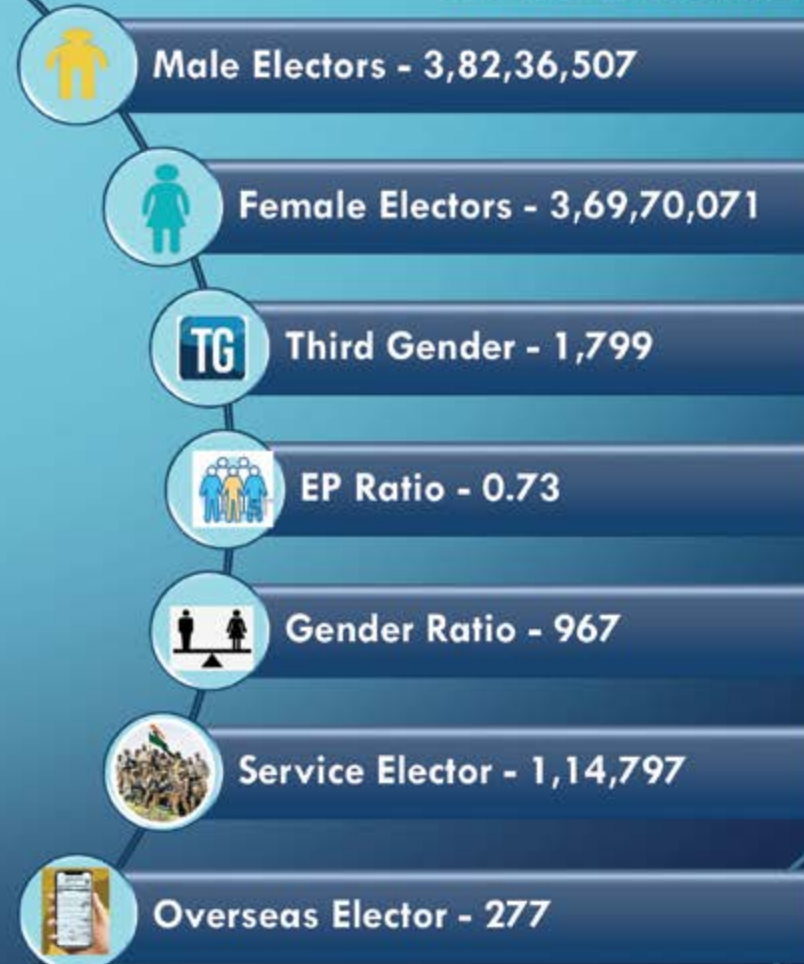 Male Electors - 3,82,36,507
Female Electors - 3,69,70,071
TG
Third Gender - 1,799
EP Ratio - 0.73
Gender Ratio - 967
Service Elector - 1,14,797
Overseas Elector - 277